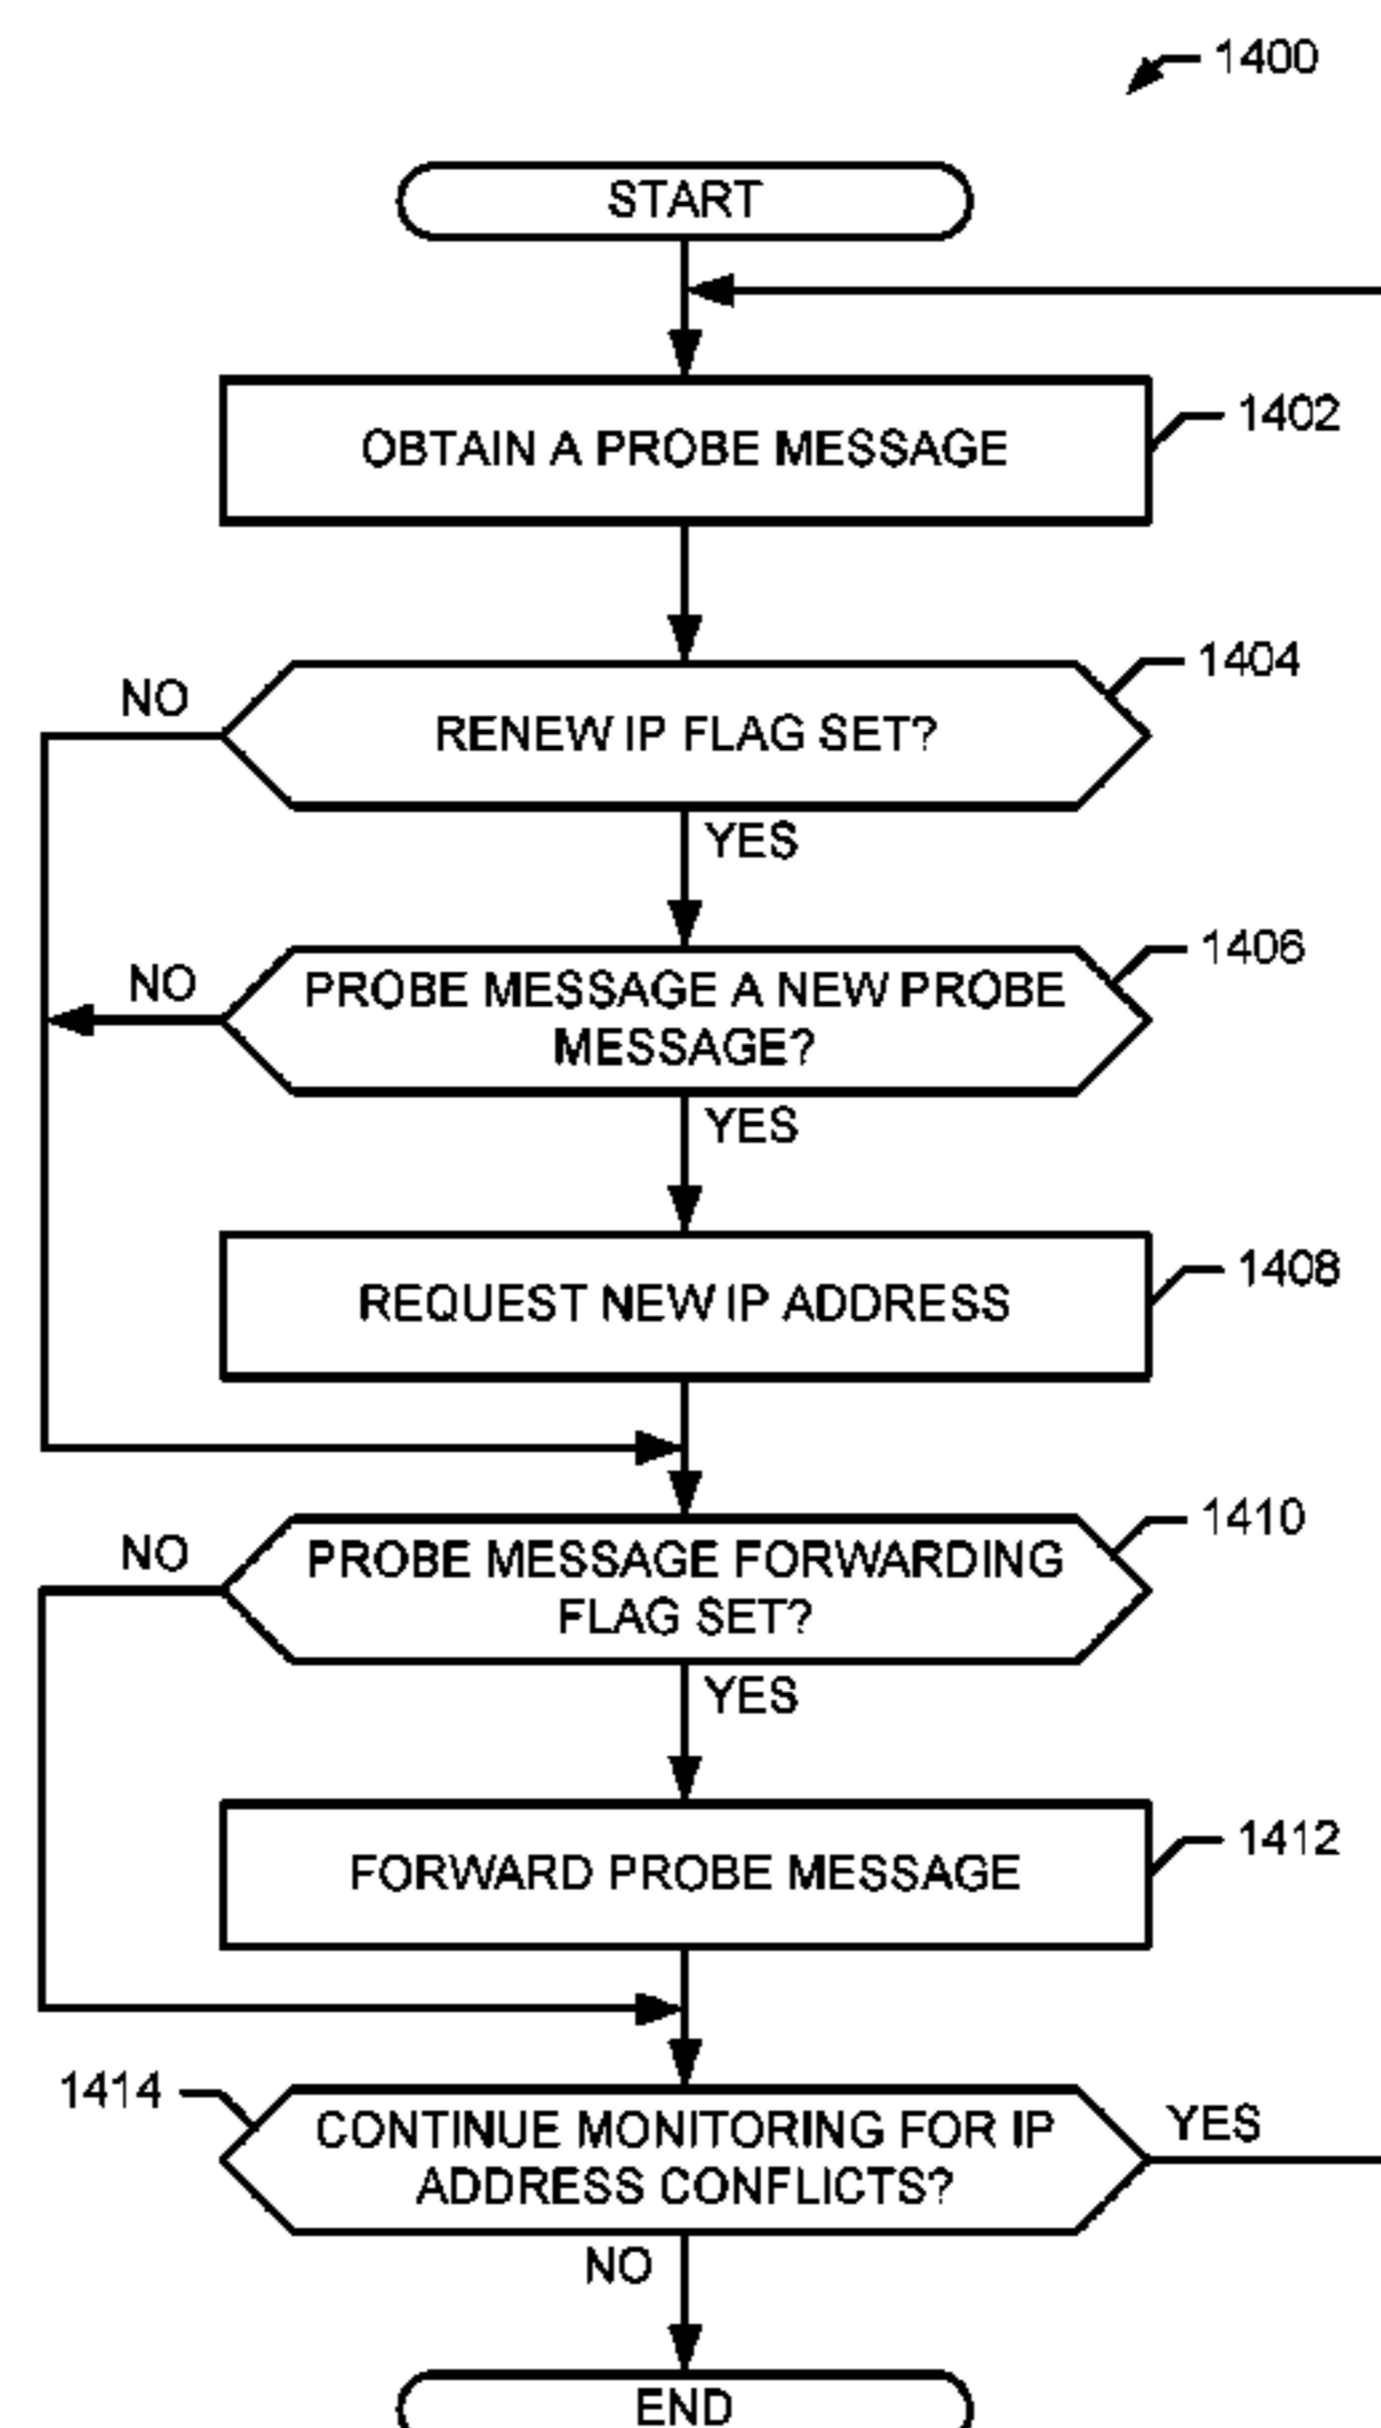 1400
START
OBTAIN A PROBE MESSAGE
1402
1404
NO
RENEW IP FLAG SET?
YES
1406
NO
PROBE MESSAGE A NEW PROBE
MESSAGE?
YES
REQUEST NEW IP ADDRESS
1408
1410
NO
PROBE MESSAGE FORWARDING
FLAG SET?
YES
FORWARD PROBE MESSAGE
1412
1414
CONTINUE MONITORING FOR IP
ADDRESS CONFLICTS?
YES
NO
END